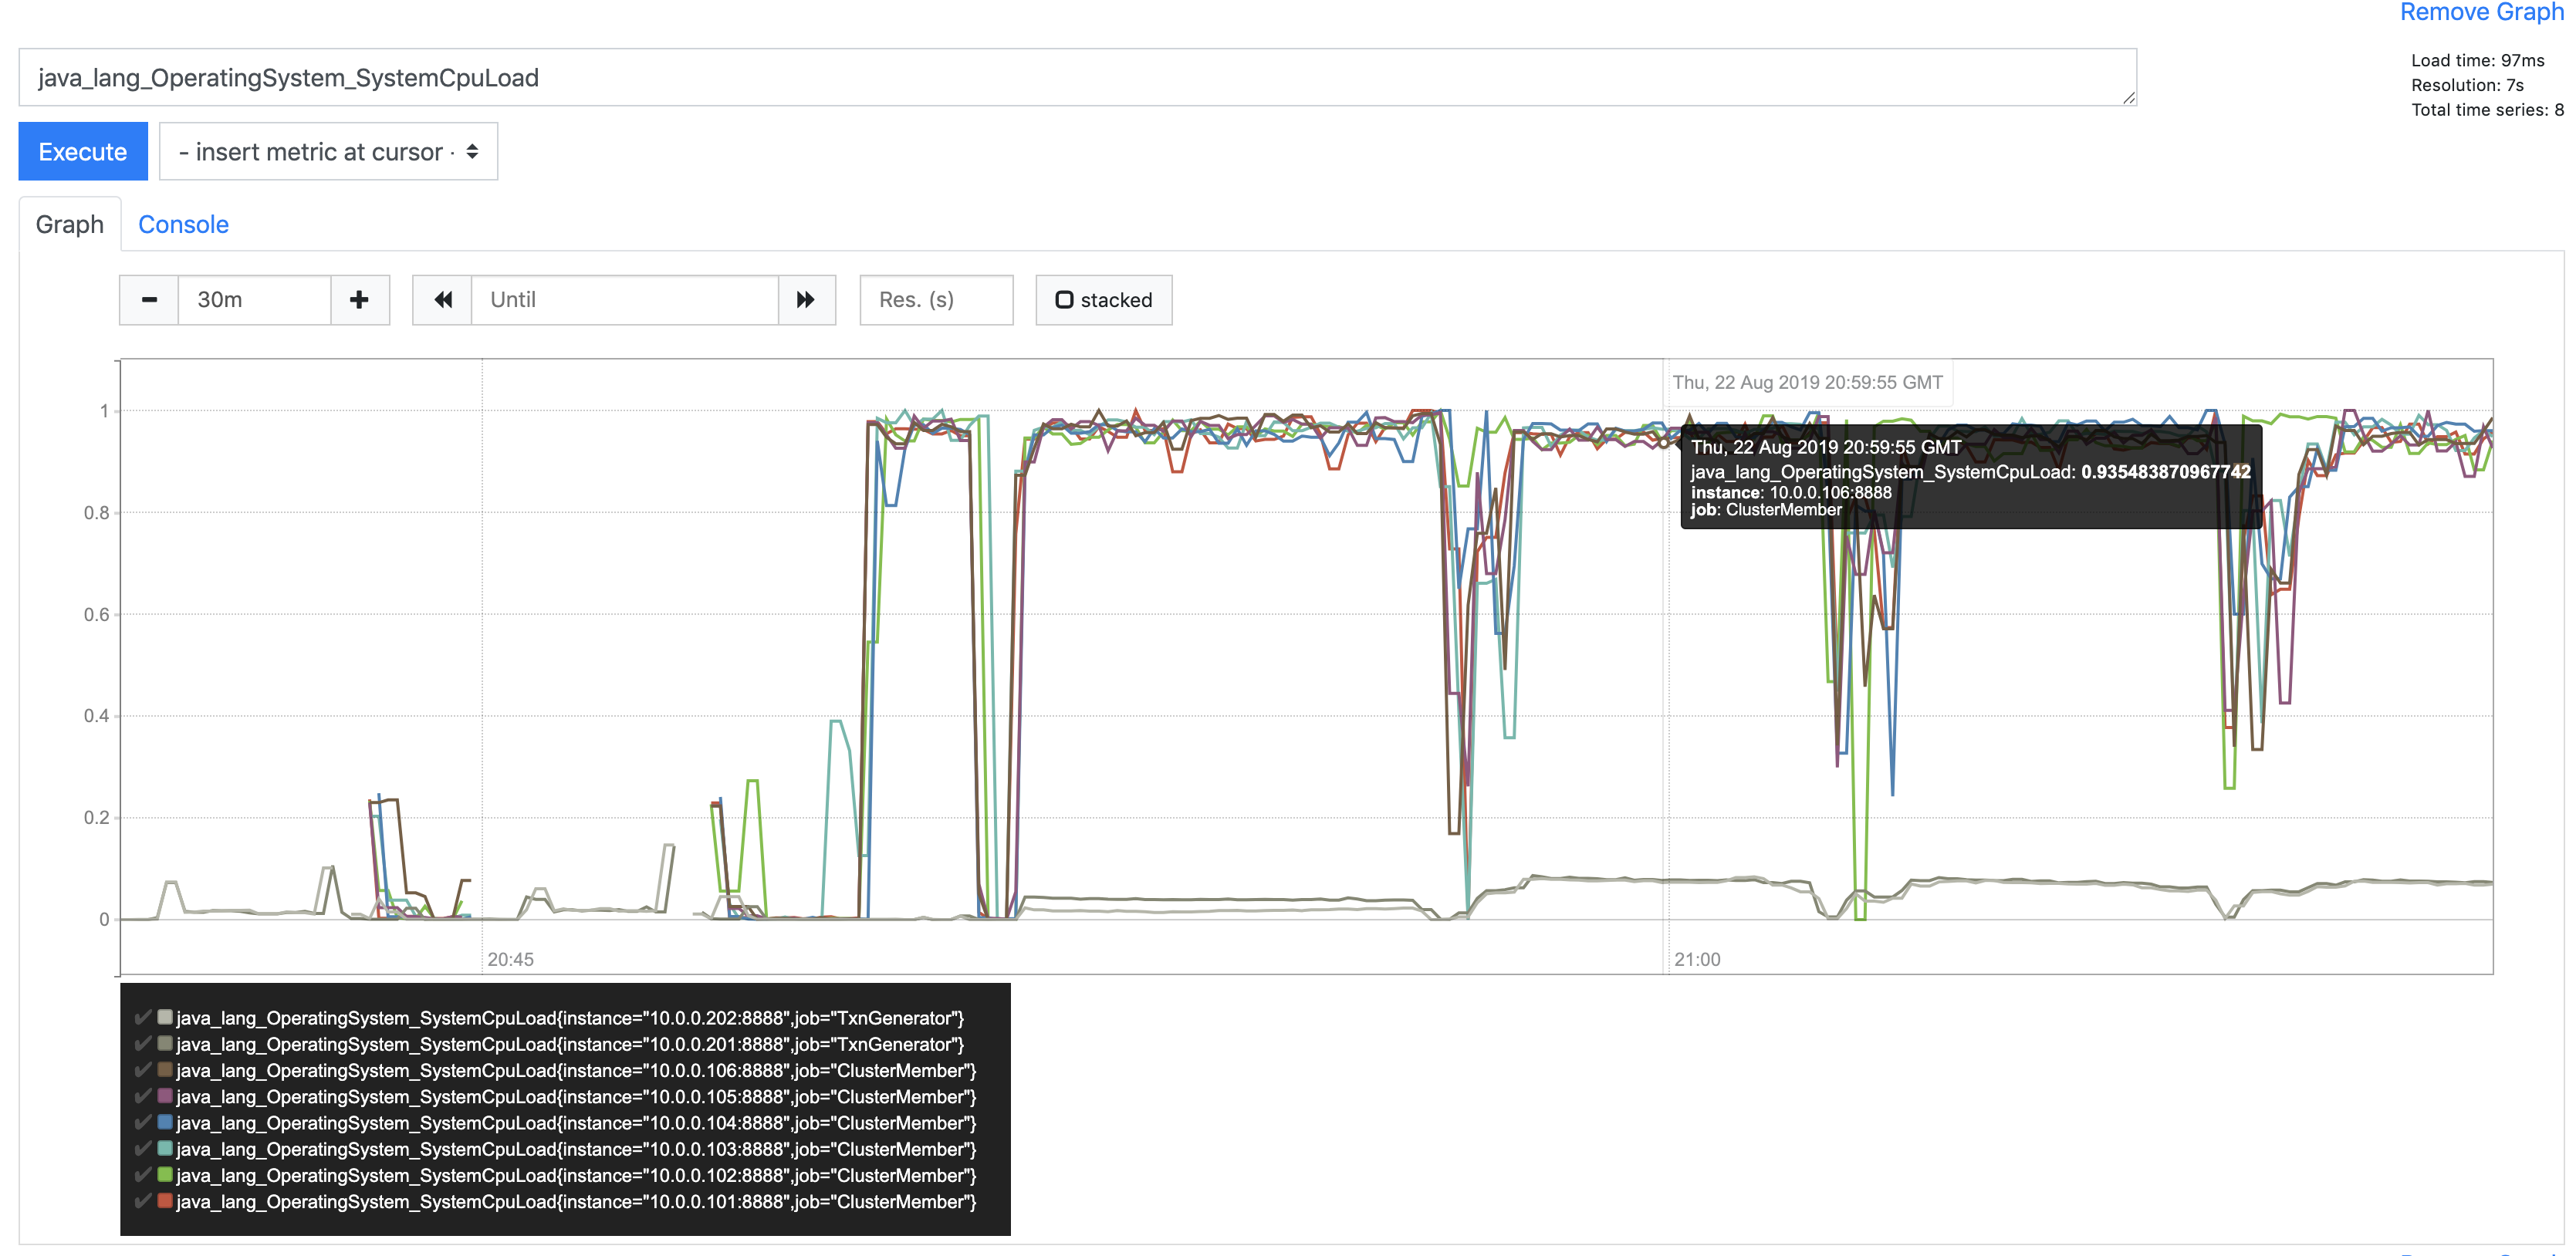 Remove Graph
java_lang_OperatingSystem_SystemCpuLoad
Load time: 97ms
Resolution: 7s
Total time series: 8
Execute
- insert metric at cursor -
Graph Console
30m Until Res. (s) stacked
Thu, 22 Aug 2019 20:59:55 GMT
1
Thu, 22 Aug 2019 20:59:55 GMT
java_lang_OperatingSystem_SystemCpuLoad: 0.935483870967742
instance: 10.0.0.106:8888
job: ClusterMember
0.8
0.6
0.4
0.2
0
20:45 21:00
java_lang_OperatingSystem_SystemCpuLoad{instance="10.0.0.202:8888",job="TxnGenerator"}
java_lang_OperatingSystem_SystemCpuLoad{instance="10.0.0.201:8888",job="TxnGenerator"}
java_lang_OperatingSystem_SystemCpuLoad{instance="10.0.0.106:8888",job="ClusterMember"}
java_lang_OperatingSystem_SystemCpuLoad{instance="10.0.0.105:8888",job="ClusterMember"}
java_lang_OperatingSystem_SystemCpuLoad{instance="10.0.0.104:8888",job="ClusterMember"}
java_lang_OperatingSystem_SystemCpuLoad{instance="10.0.0.103:8888",job="ClusterMember"}
java_lang_OperatingSystem_SystemCpuLoad{instance="10.0.0.102:8888",job="ClusterMember"}
java_lang_OperatingSystem_SystemCpuLoad{instance="10.0.0.101:8888",job="ClusterMember"}